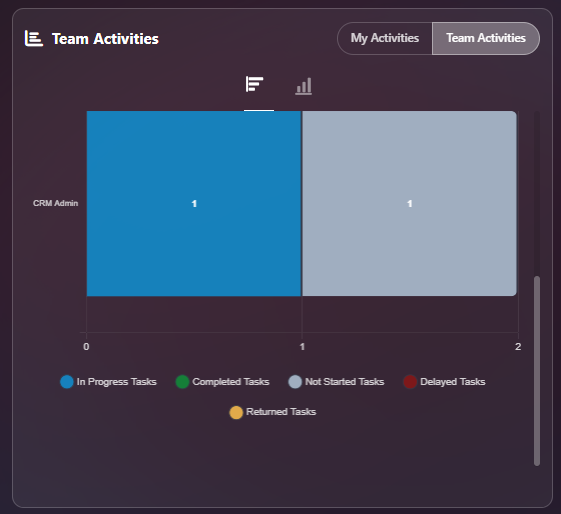 Team Activities
My Activities
Team Activities
CRM Admin
1
1
0
1
2
In Progress Tasks
Completed Tasks
Not Started Tasks
Delayed Tasks
Returned Tasks